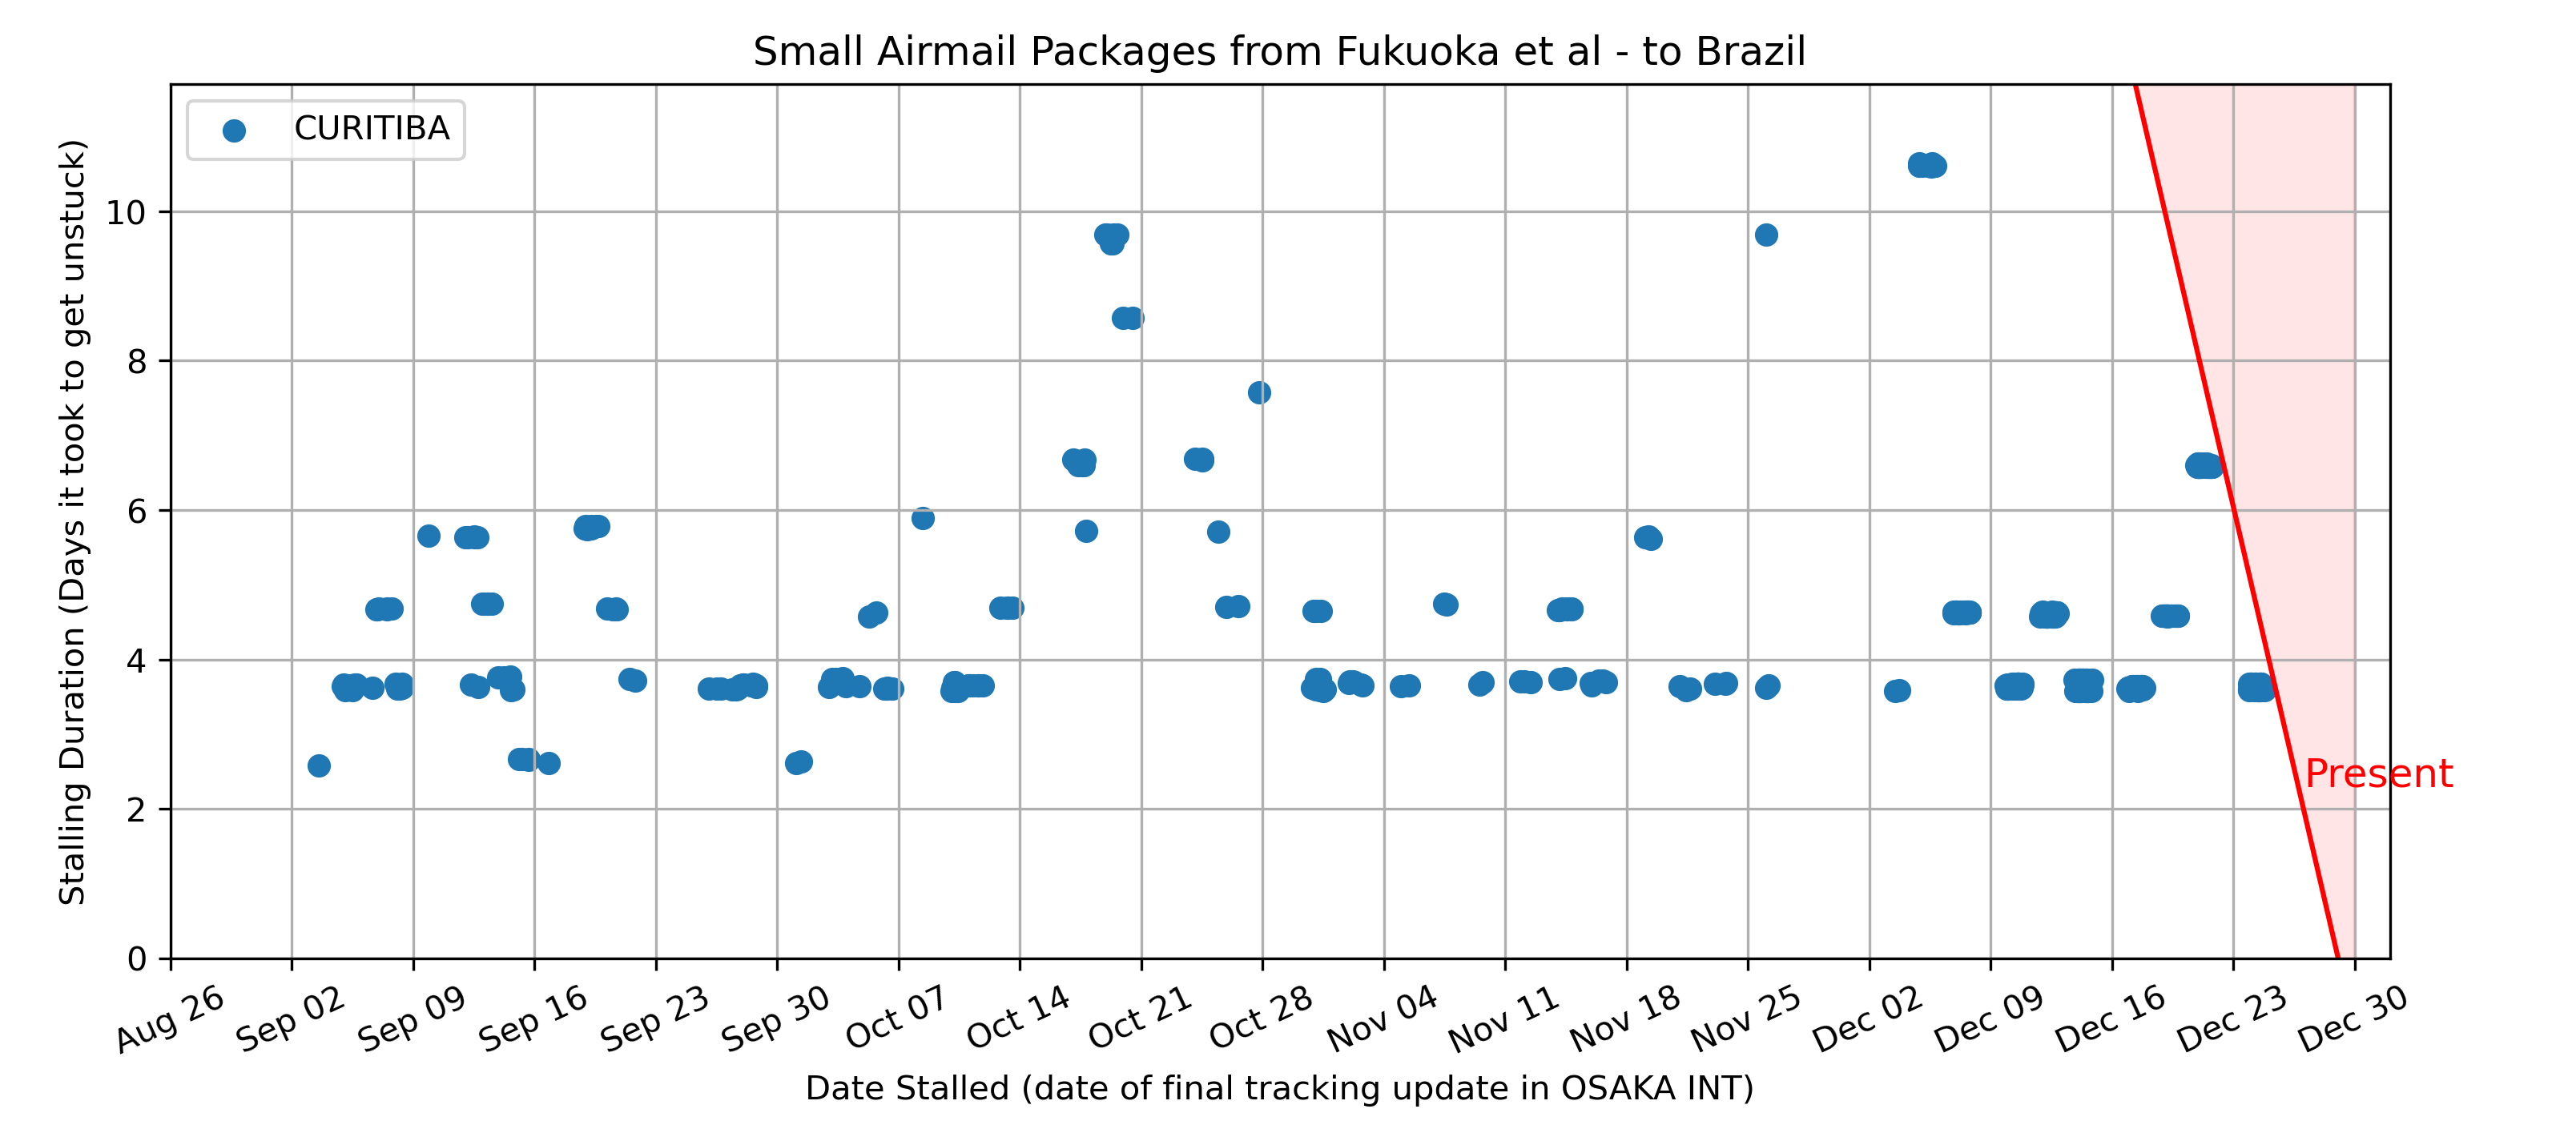 Small Airmail Packages from Fukuoka et al - to Brazil
CURITIBA
Stalling Duration (Days it took to get unstuck)
10
8
6
4
2
0
Present
Aug 26
Sep 02
Sep 09
Sep 16
Sep 23
Sep 30
Oct 07
Oct 14
Oct 21
Oct 28
Nov 04
Nov 11
Nov 18
Nov 25
Dec 02
Dec 09
Dec 16
Dec 23
Dec 30
Date Stalled (date of final tracking update in OSAKA INT)